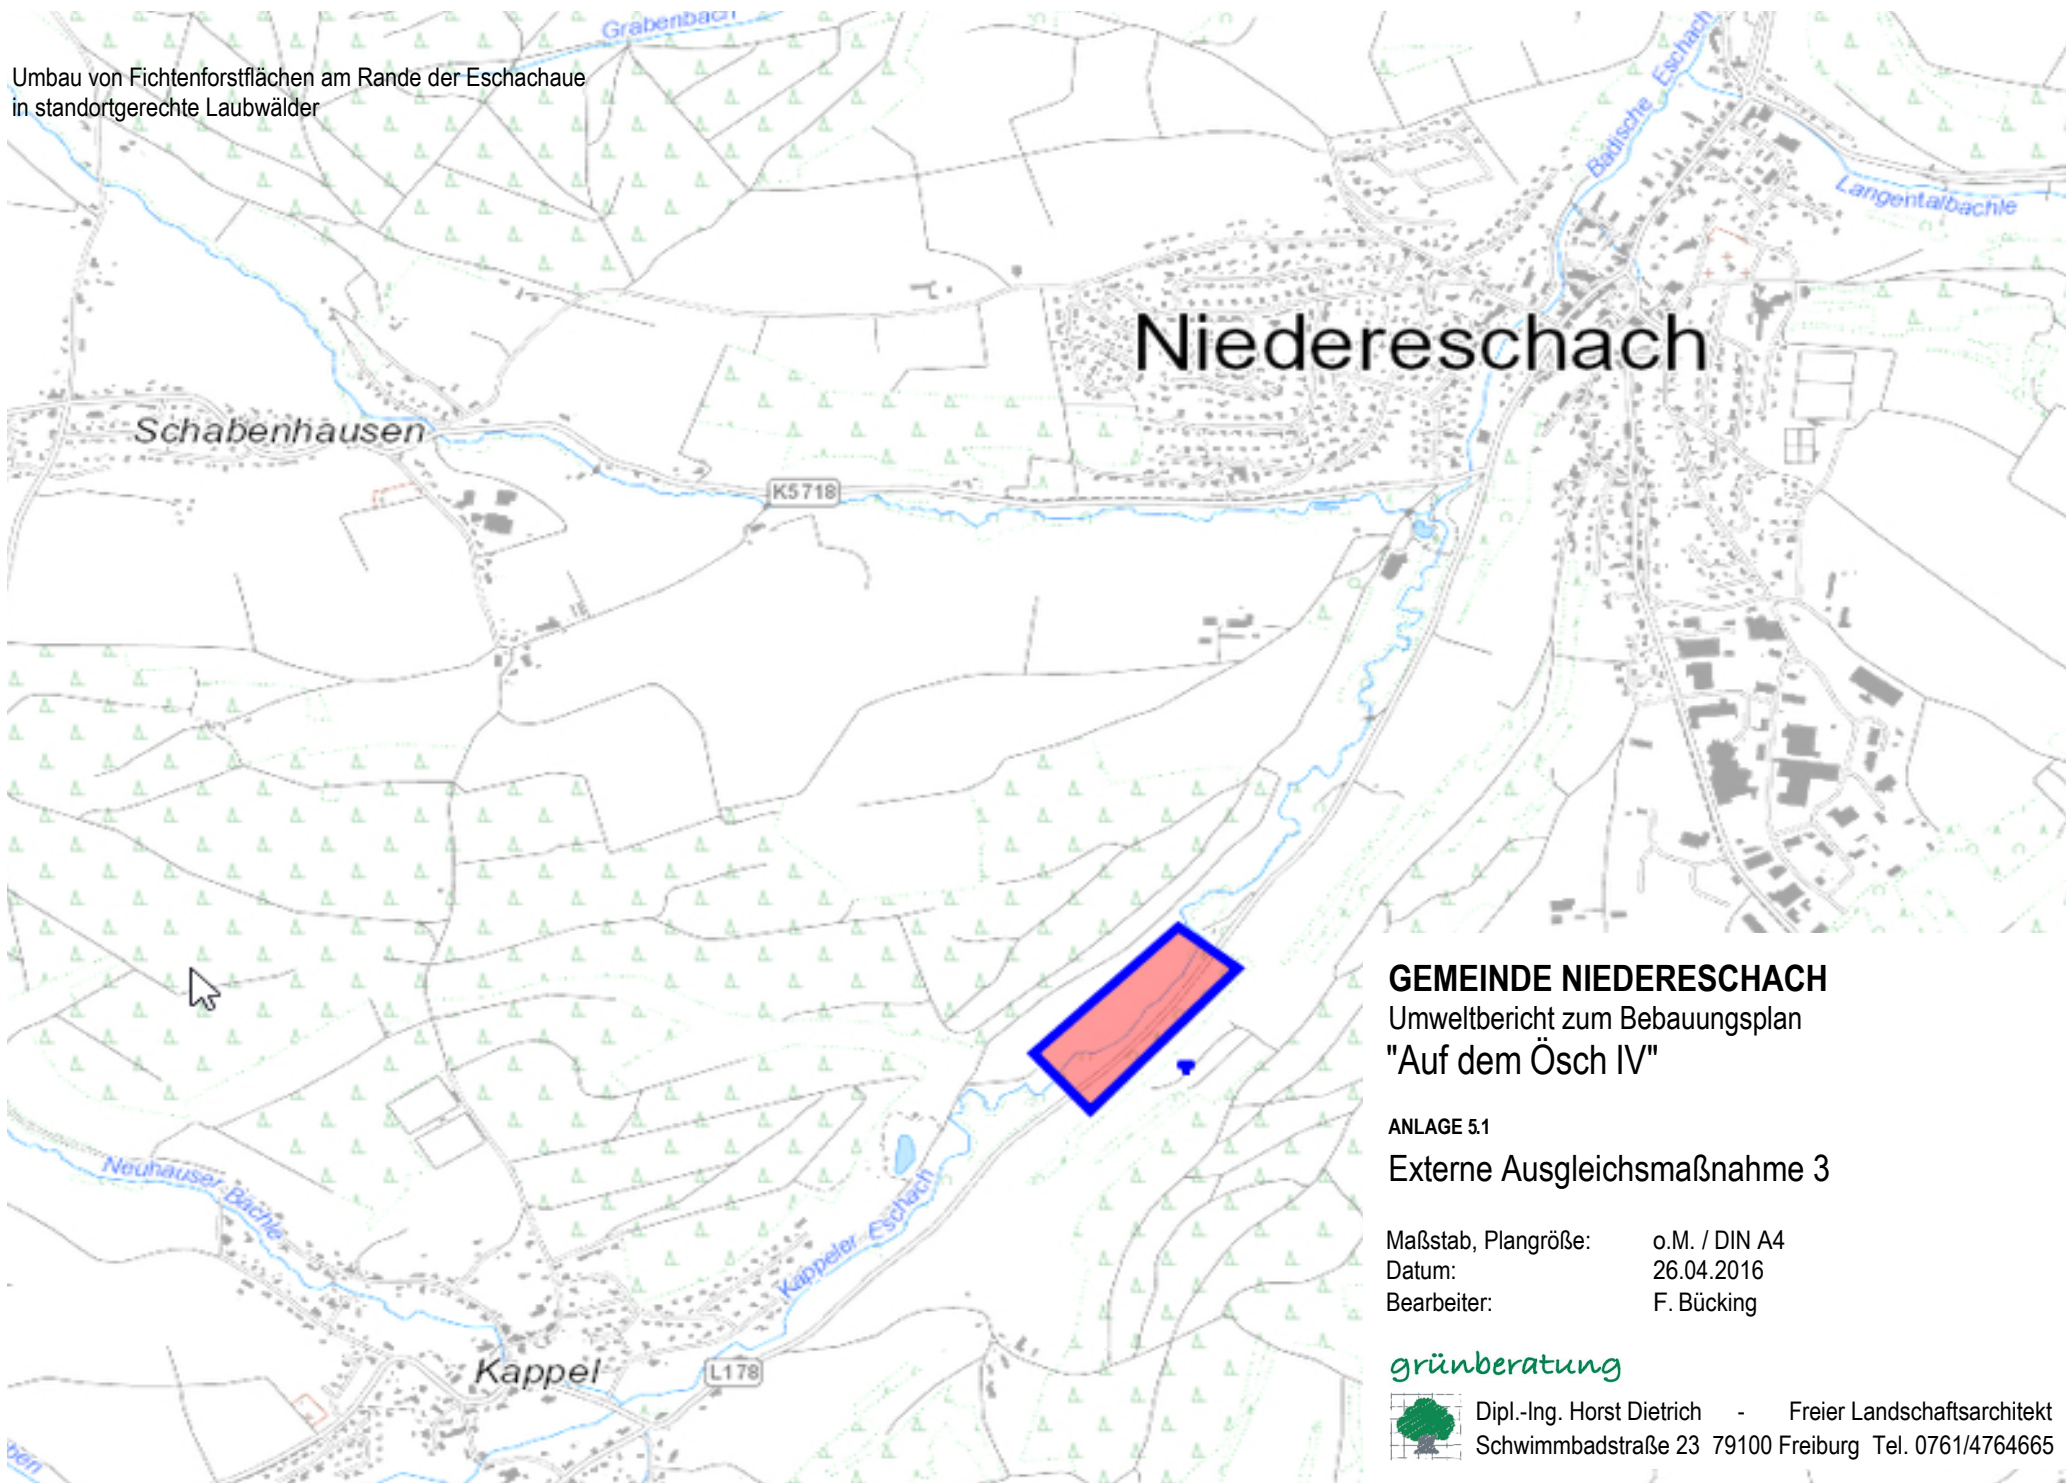 Grabenbach
Umbau von Fichtenforstflächen am Rande der Eschachaue
in standortgerechte Laubwälder
Badische Eschach
Langentalbachle
Niedereschach
Schabenhausen
K5718
Neuhauser-Bächle
Kappeler-Eschach
Kappel
L178
GEMEINDE NIEDERESCHACH
Umweltbericht zum Bebauungsplan
"Auf dem Ösch IV"
ANLAGE 5.1
Externe Ausgleichsmaßnahme 3
Maßstab, Plangröße: o.M. / DIN A4
Datum: 26.04.2016
Bearbeiter: F. Bücking
grünberatung
Dipl.-Ing. Horst Dietrich - Freier Landschaftsarchitekt
Schwimmbadstraße 23 79100 Freiburg Tel. 0761/4764665